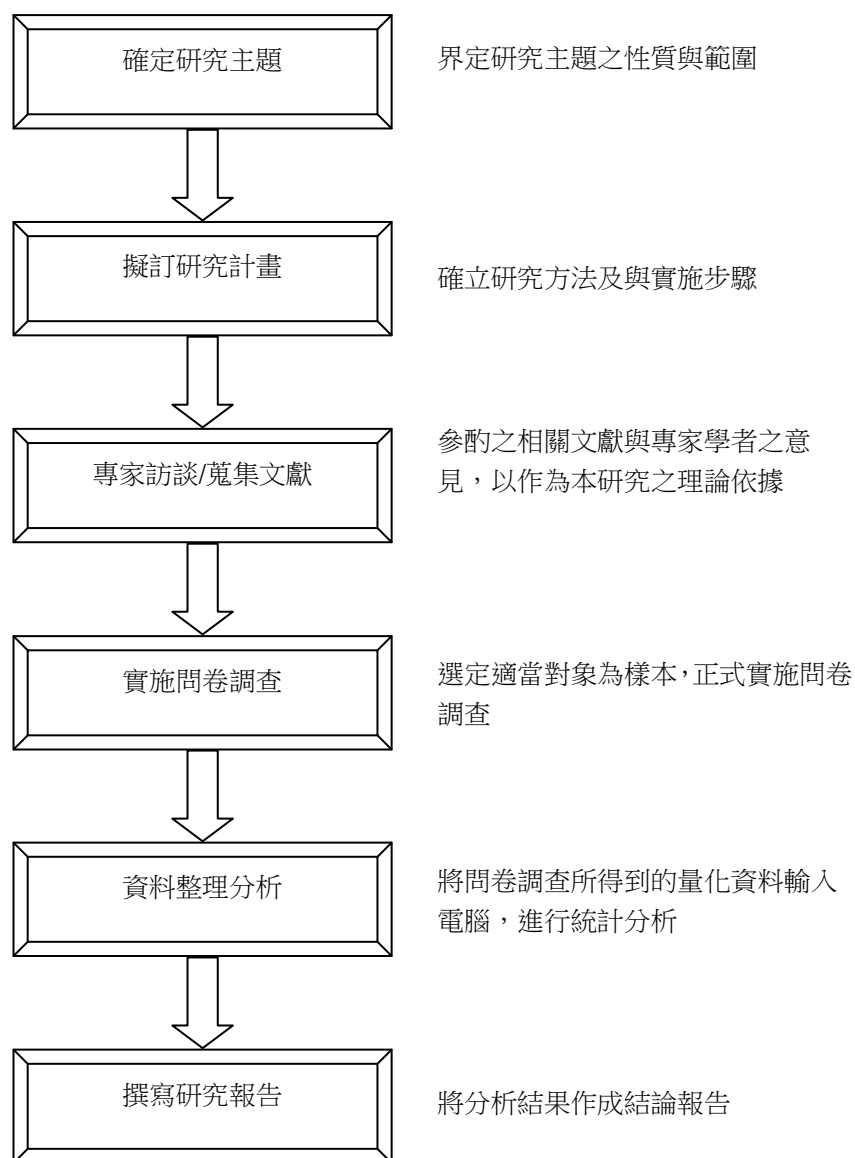 確定研究主題
界定研究主題之性質與範圍
擬訂研究計畫
確立研究方法及與實施步驟
專家訪談/蒐集文獻
參酌之相關文獻與專家學者之意
見，以作為本研究之理論依據
實施問卷調查
選定適當對象為樣本，正式實施問卷
調查
資料整理分析
將問卷調查所得到的量化資料輸入
電腦，進行統計分析
撰寫研究報告
將分析結果作成結論報告